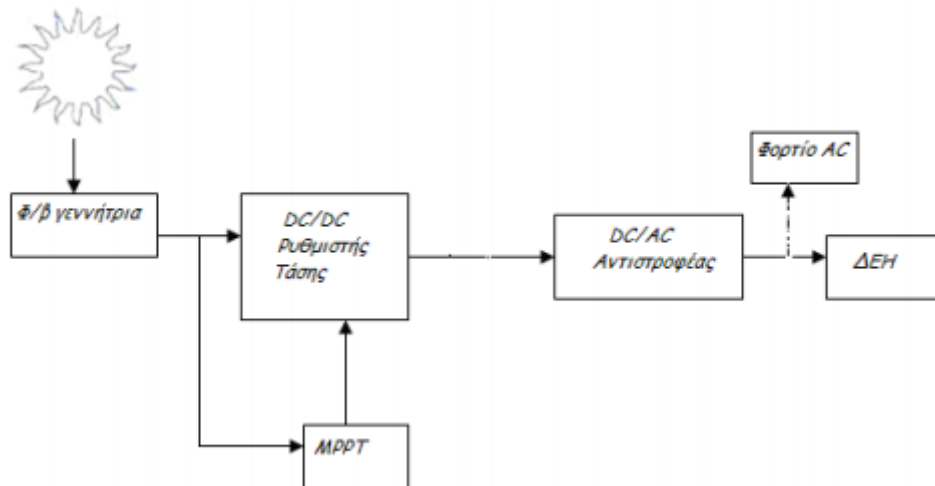 Φορτίο AC
Φ/β γεννήτρια
DC/DC
Ρυθμιστής
Τάσης
DC/AC
Αντιστροφέας
ΔΕΗ
MPPT